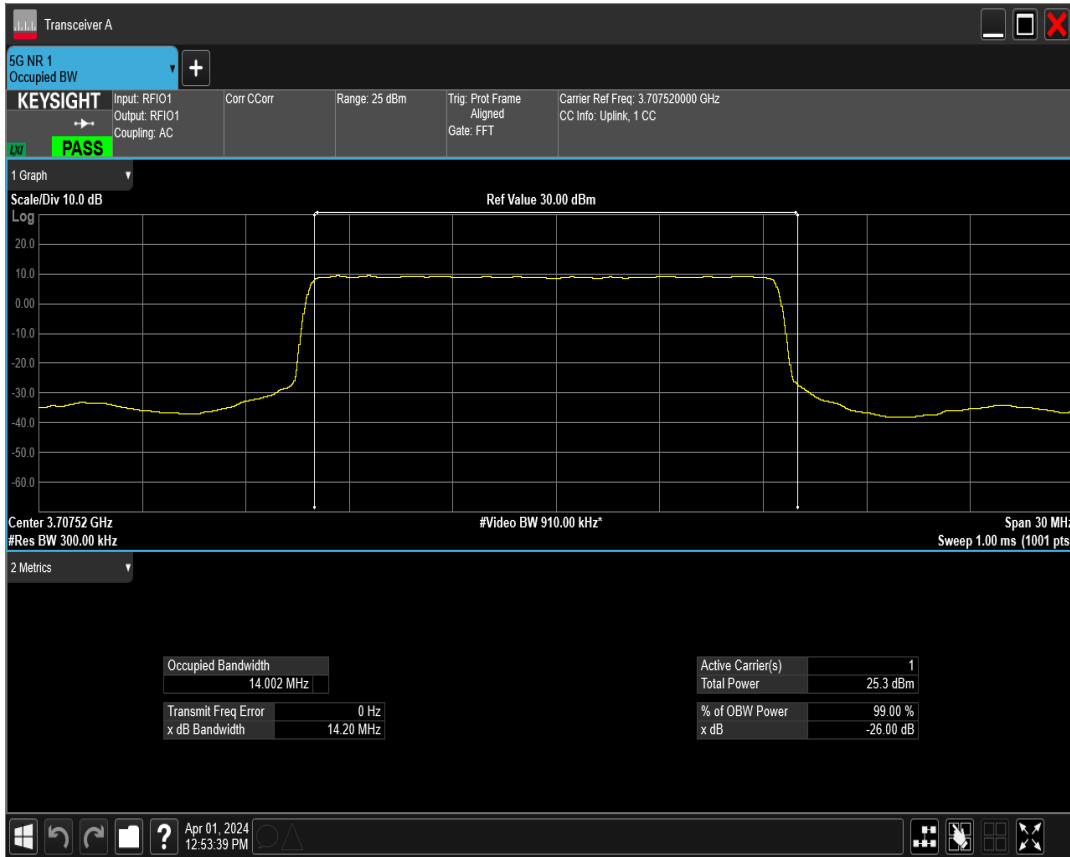 Transceiver A
5G NR 1
Occupied BW
KEYSIGHT
LXI
PASS
Input: RFIO1
Output: RFIO1
Coupling: AC
Corr CCorr
Range: 25 dBm
Trig: Prot Frame
Aligned
Gate: FFT
Carrier Ref Freq: 3.707520000 GHz
CC Info: Uplink, 1 CC
1 Graph
Scale/Div 10.0 dB
Ref Value 30.00 dBm
Log
20.0
10.0
0.00
-10.0
-20.0
-30.0
-40.0
-50.0
-60.0
Center 3.70752 GHz
#Video BW 910.00 kHz*
Span 30 MHz
#Res BW 300.00 kHz
Sweep 1.00 ms (1001 pts
2 Metrics
Occupied Bandwidth
14.002 MHz
Transmit Freq Error 0 Hz
x dB Bandwidth 14.20 MHz
Active Carrier(s) 1
Total Power 25.3 dBm
% of OBW Power 99.00 %
x dB -26.00 dB
?
Apr 01, 2024
12:53:39 PM